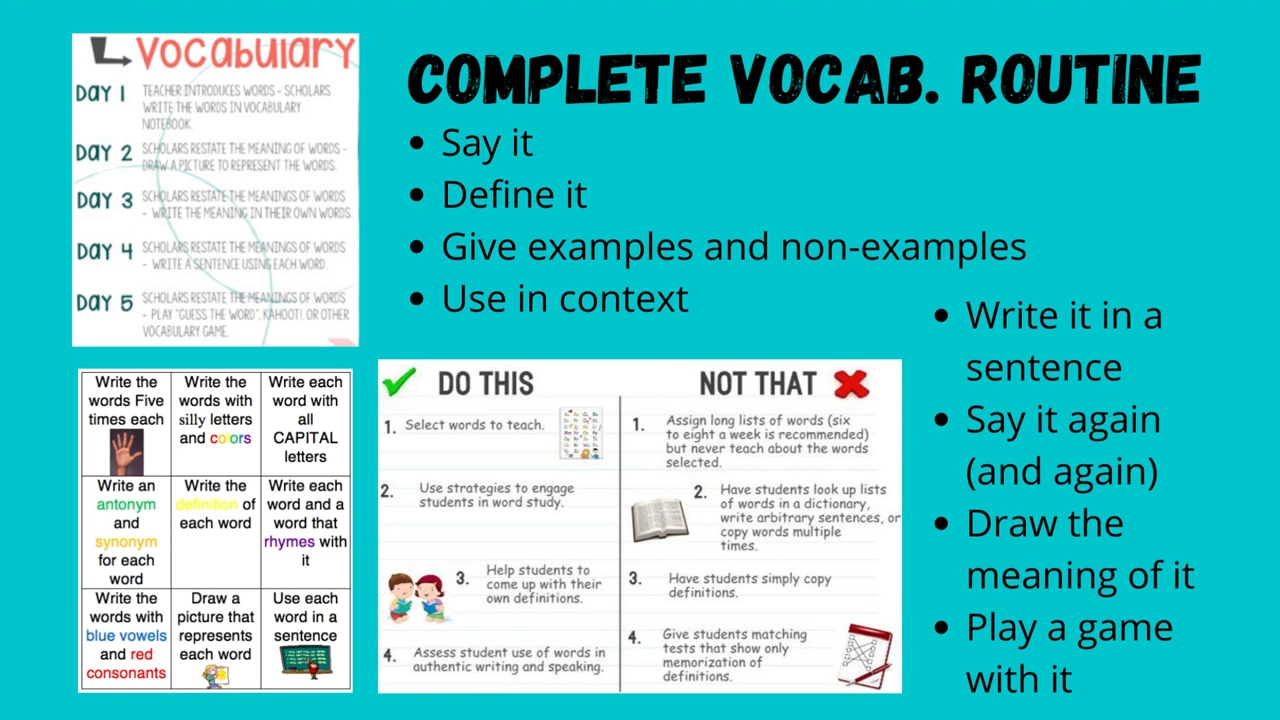 Vocabulary
DAY 1
TEACHER INTRODUCES WORDS - SCHOLARS
WRITE THE WORDS IN VOCABULARY
NOTEBOOK.
DAY 2
SCHOLARS RESTATE THE MEANING OF WORDS -
DRAW A PICTURE TO REPRESENT THE WORDS.
DAY 3
SCHOLARS RESTATE THE MEANINGS OF WORDS
- WRITE THE MEANING IN THEIR OWN WORDS.
DAY 4
SCHOLARS RESTATE THE MEANINGS OF WORDS
- WRITE A SENTENCE USING EACH WORD.
DAY 5
SCHOLARS RESTATE THE MEANINGS OF WORDS
- PLAY "GUESS THE WORD", KAHOOT!, OR OTHER
VOCABULARY GAME.
COMPLETE VOCAB. ROUTINE
• Say it
• Define it
• Give examples and non-examples
• Use in context
• Write it in a
sentence
• Say it again
(and again)
• Draw the
meaning of it
• Play a game
with it
Write the
words Five
times each
Write the
words with
silly letters
and colors
Write each
word with
all
CAPITAL
letters
Write an
antonym
and
synonym
for each
word
Write the
definition of
each word
Write each
word and a
word that
rhymes with
it
Write the
words with
blue vowels
and red
consonants
Draw a
picture that
represents
each word
Use each
word in a
sentence
DO THIS
1. Select words to teach.
2. Use strategies to engage
students in word study.
3. Help students to
come up with their
own definitions.
4. Assess student use of words in
authentic writing and speaking.
NOT THAT
1. Assign long lists of words (six
to eight a week is recommended)
but never teach about the words
selected.
2. Have students look up lists
of words in a dictionary,
write arbitrary sentences, or
copy words multiple
times.
3. Have students simply copy
definitions.
4. Give students matching
tests that show only
memorization of
definitions.